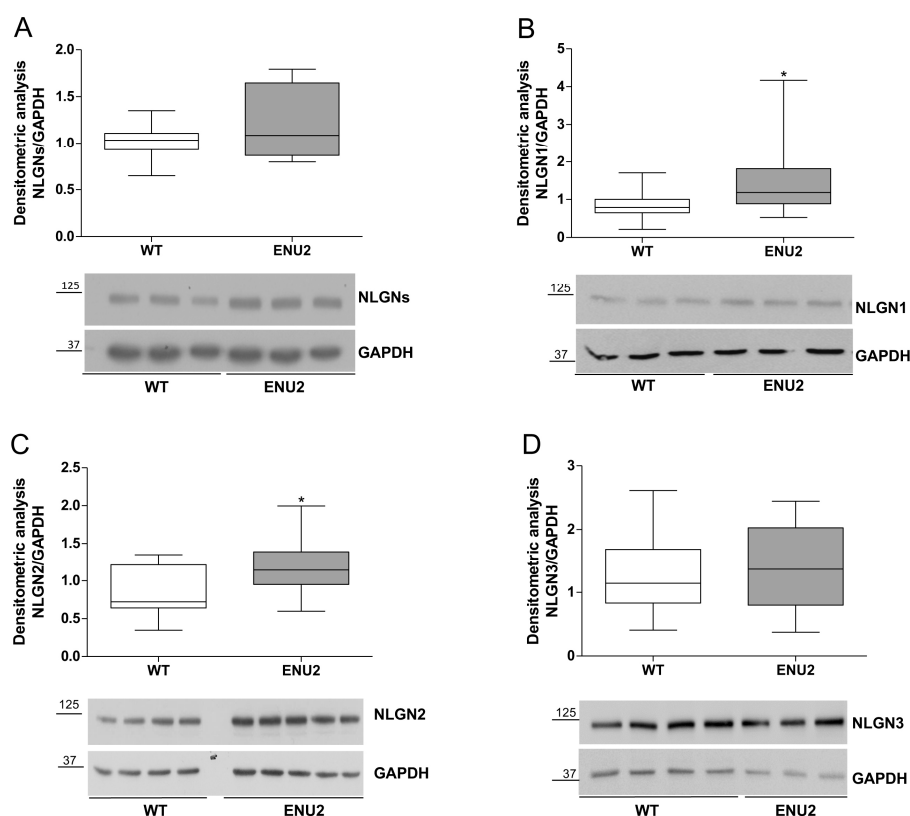 A
Densitometric analysis
NLGNs/GAPDH
2.0
1.5
1.0
0.5
0.0
WT
ENU2
125
NLGNs
37
GAPDH
WT
ENU2
B
Densitometric analysis
NLGN1/GAPDH
5
4
3
2
1
0
*
WT
ENU2
125
NLGN1
37
GAPDH
WT
ENU2
C
Densitometric analysis
NLGN2/GAPDH
2.5
2.0
1.5
1.0
0.5
0.0
*
WT
ENU2
125
NLGN2
37
GAPDH
WT
ENU2
D
Densitometric analysis
NLGN3/GAPDH
3
2
1
0
WT
ENU2
125
NLGN3
37
GAPDH
WT
ENU2